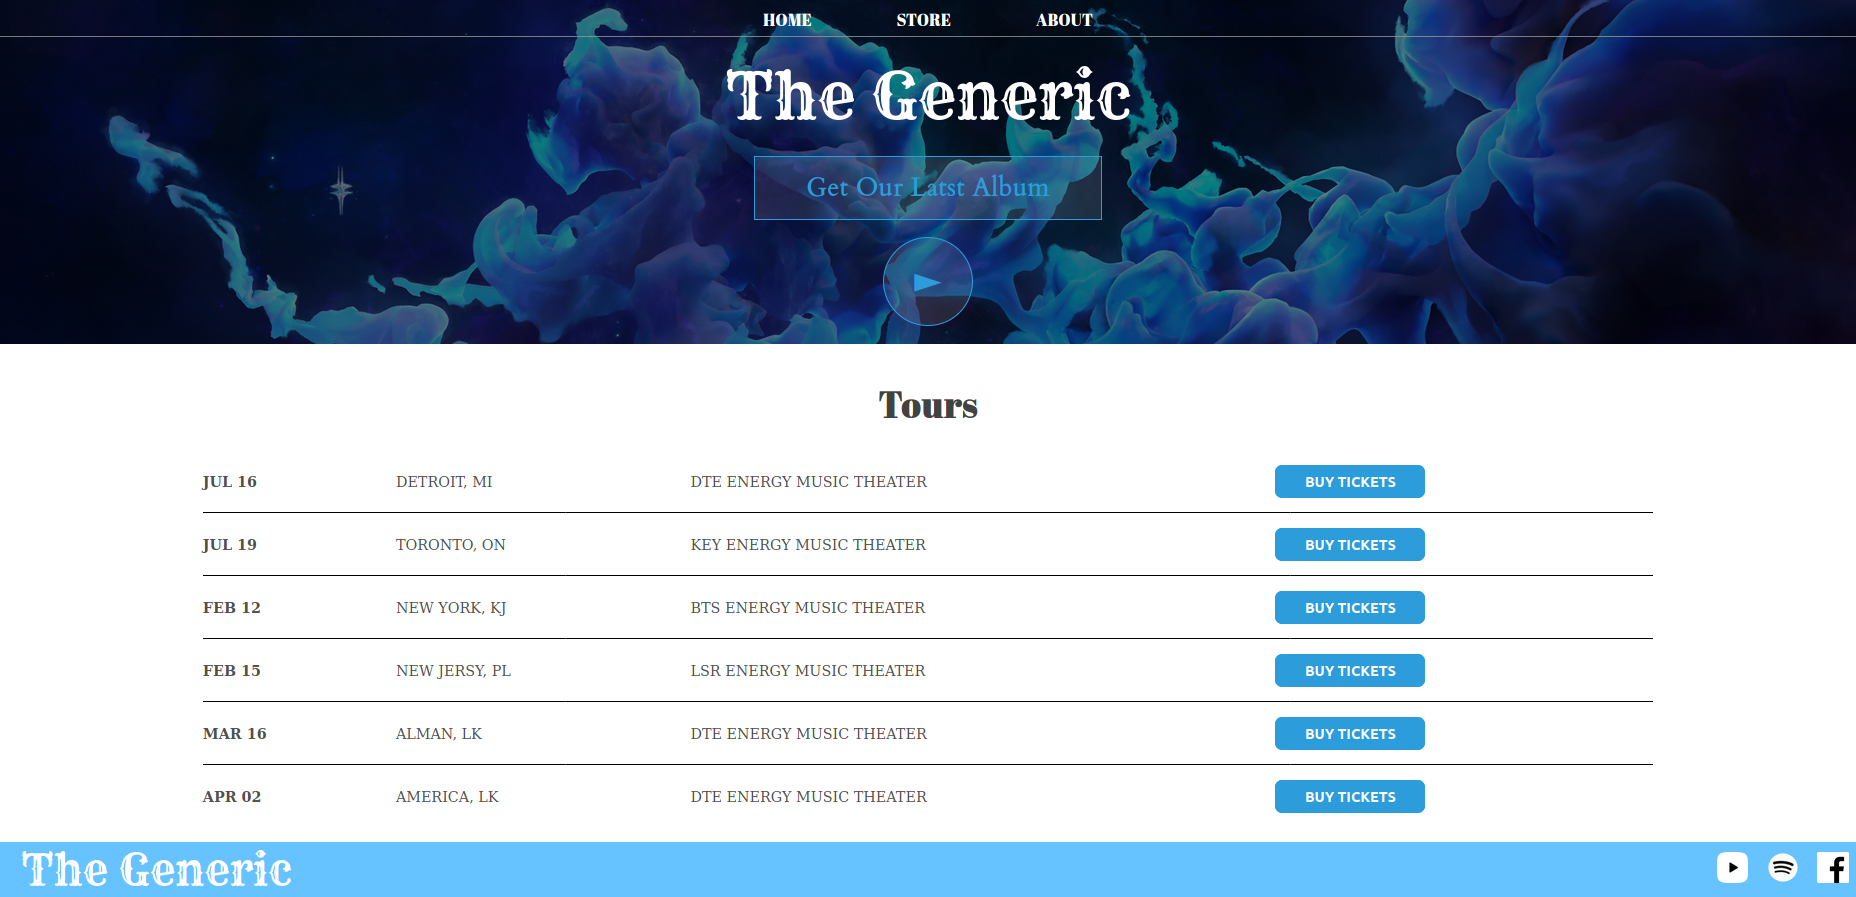 HOME STORE ABOUT
The Generic
Get Our Latst Album
Tours
JUL 16 DETROIT, MI DTE ENERGY MUSIC THEATER BUY TICKETS
JUL 19 TORONTO, ON KEY ENERGY MUSIC THEATER BUY TICKETS
FEB 12 NEW YORK, KJ BTS ENERGY MUSIC THEATER BUY TICKETS
FEB 15 NEW JERSY, PL LSR ENERGY MUSIC THEATER BUY TICKETS
MAR 16 ALMAN, LK DTE ENERGY MUSIC THEATER BUY TICKETS
APR 02 AMERICA, LK DTE ENERGY MUSIC THEATER BUY TICKETS
The Generic